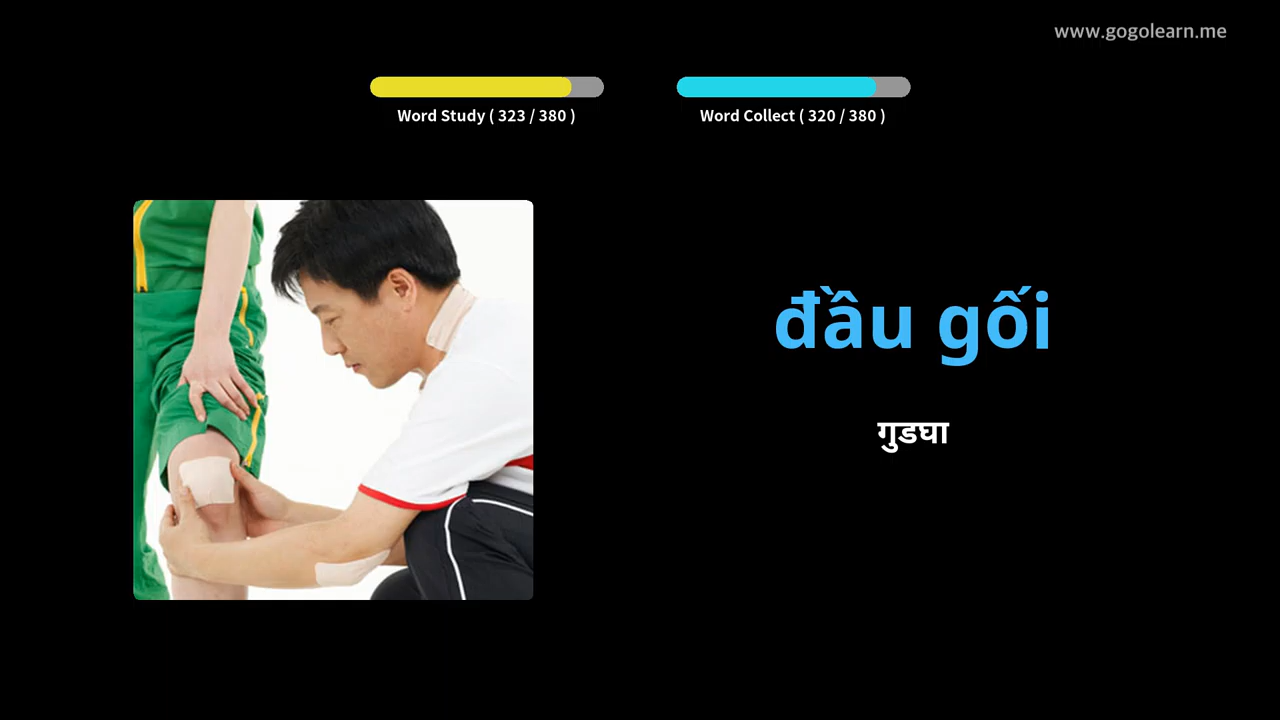 www.gogolearn.me
Word Study ( 323 / 380 )
Word Collect ( 320 / 380 )
đầu gối
गुडघा